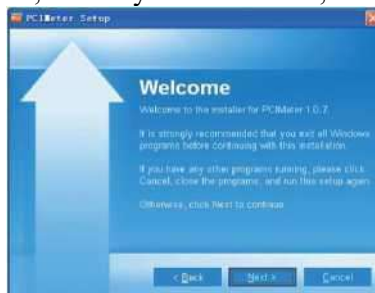 PCIMeter Setup
Welcome
Welcome to the installer for PCIMeter 1.0.7.
It is strongly recommended that you exit all Windows
programs before continuing with this installation.
If you have any other programs running, please click
Cancel, close the programs, and run this setup again.
Otherwise, click Next to continue.
< Back
Next >
Cancel